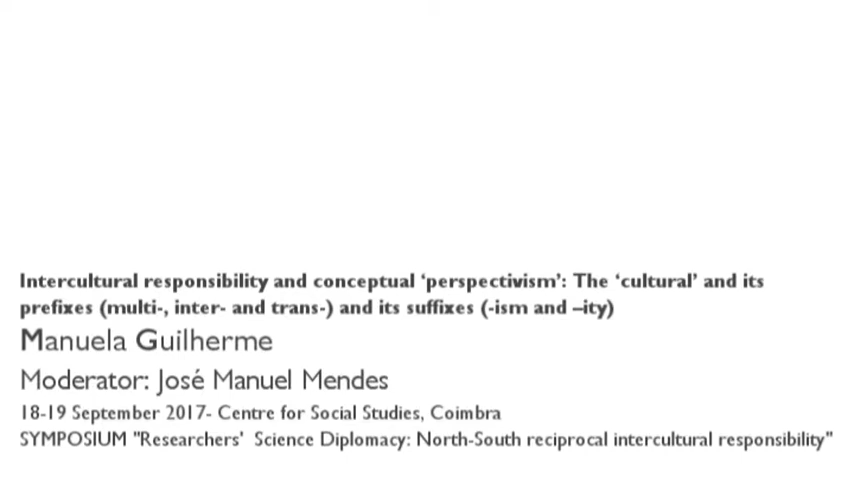 Intercultural responsibility and conceptual ‘perspectivism’: The ‘cultural’ and its
prefixes (multi-, inter- and trans-) and its suffixes (-ism and –ity)
Manuela Guilherme
Moderator: José Manuel Mendes
18-19 September 2017- Centre for Social Studies, Coimbra
SYMPOSIUM "Researchers' Science Diplomacy: North-South reciprocal intercultural responsibility"